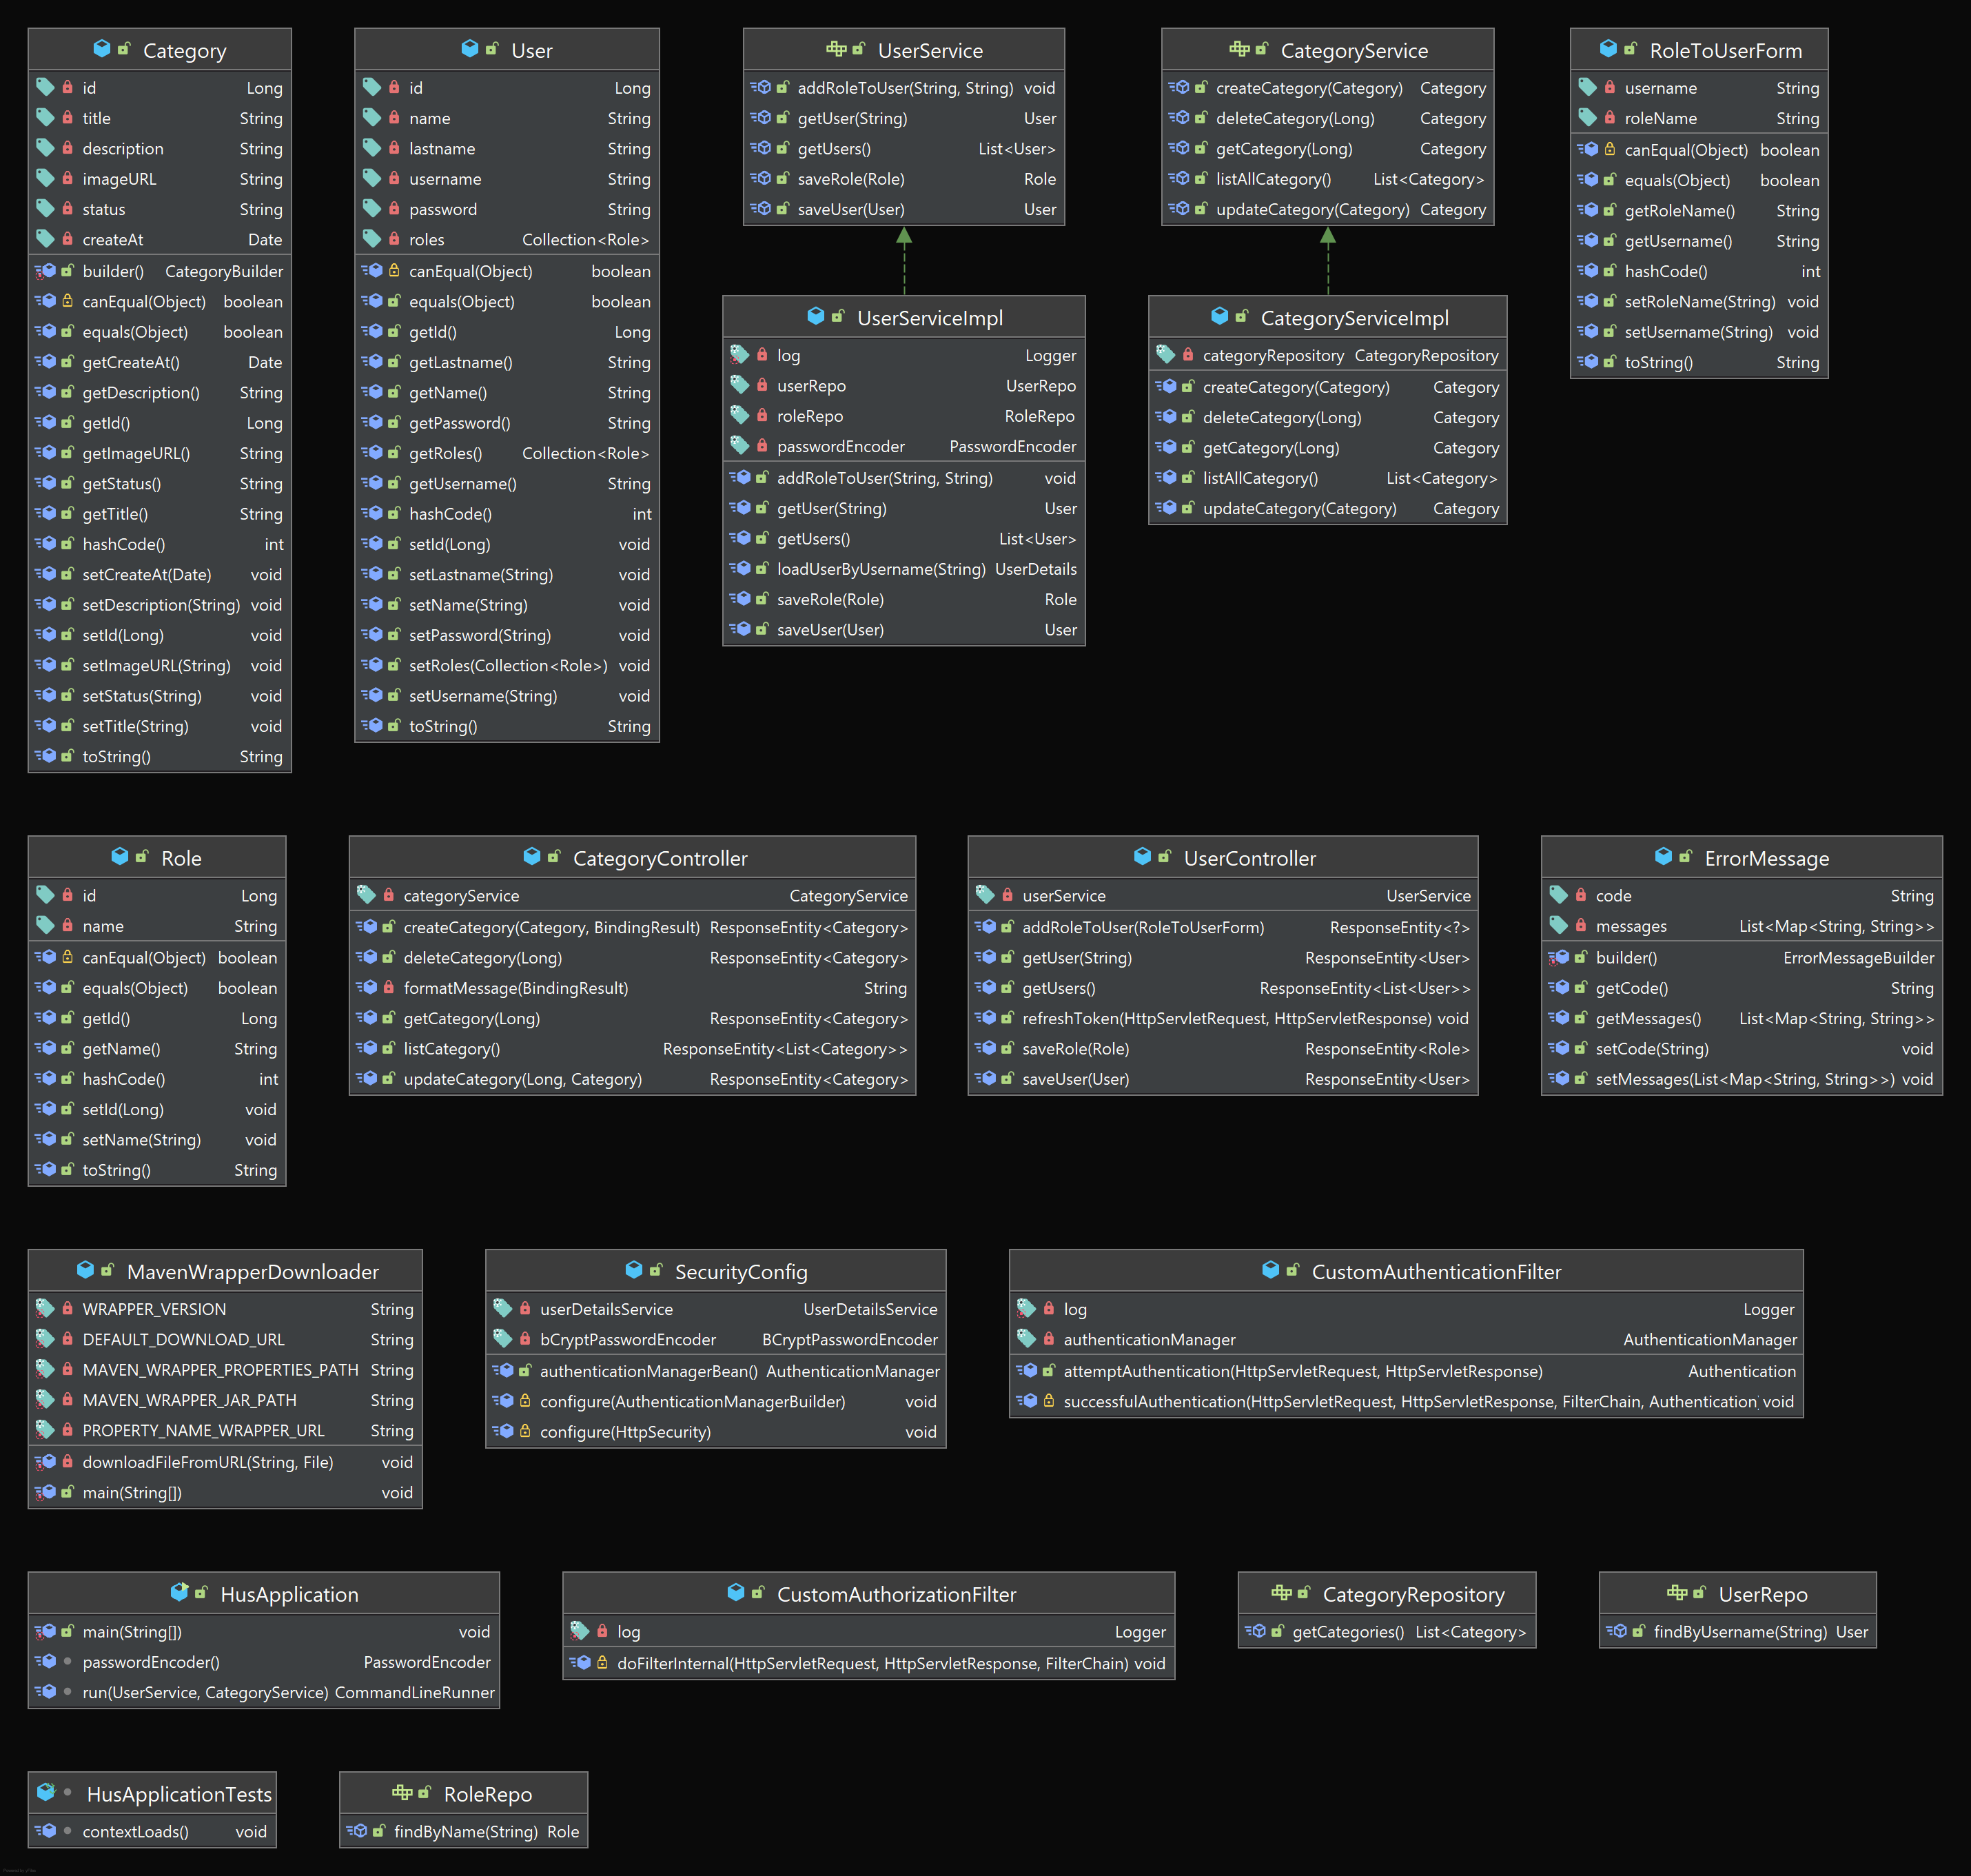 Category
id Long
title String
description String
imageURL String
status String
createAt Date
builder() CategoryBuilder
canEqual(Object) boolean
equals(Object) boolean
getCreateAt() Date
getDescription() String
getId() Long
getImageURL() String
getStatus() String
getTitle() String
hashCode() int
setCreateAt(Date) void
setDescription(String) void
setId(Long) void
setImageURL(String) void
setStatus(String) void
setTitle(String) void
toString() String
User
id Long
name String
lastname String
username String
password String
roles Collection<Role>
canEqual(Object) boolean
equals(Object) boolean
getId() Long
getLastname() String
getName() String
getPassword() String
getRoles() Collection<Role>
getUsername() String
hashCode() int
setId(Long) void
setLastname(String) void
setName(String) void
setPassword(String) void
setRoles(Collection<Role>) void
setUsername(String) void
toString() String
UserService
addRoleToUser(String, String) void
getUser(String) User
getUsers() List<User>
saveRole(Role) Role
saveUser(User) User
UserServiceImpl
log Logger
userRepo UserRepo
roleRepo RoleRepo
passwordEncoder PasswordEncoder
addRoleToUser(String, String) void
getUser(String) User
getUsers() List<User>
loadUserByUsername(String) UserDetails
saveRole(Role) Role
saveUser(User) User
CategoryService
createCategory(Category) Category
deleteCategory(Long) Category
getCategory(Long) Category
listAllCategory() List<Category>
updateCategory(Category) Category
CategoryServiceImpl
categoryRepository CategoryRepository
createCategory(Category) Category
deleteCategory(Long) Category
getCategory(Long) Category
listAllCategory() List<Category>
updateCategory(Category) Category
RoleToUserForm
username String
roleName String
canEqual(Object) boolean
equals(Object) boolean
getRoleName() String
getUsername() String
hashCode() int
setRoleName(String) void
setUsername(String) void
toString() String
Role
id Long
name String
canEqual(Object) boolean
equals(Object) boolean
getId() Long
getName() String
hashCode() int
setId(Long) void
setName(String) void
toString() String
CategoryController
categoryService CategoryService
createCategory(Category, BindingResult) ResponseEntity<Category>
deleteCategory(Long) ResponseEntity<Category>
formatMessage(BindingResult) String
getCategory(Long) ResponseEntity<Category>
listCategory() ResponseEntity<List<Category>>
updateCategory(Long, Category) ResponseEntity<Category>
UserController
userService UserService
addRoleToUser(RoleToUserForm) ResponseEntity<?>
getUser(String) ResponseEntity<User>
getUsers() ResponseEntity<List<User>>
refreshToken(HttpServletRequest, HttpServletResponse) void
saveRole(Role) ResponseEntity<Role>
saveUser(User) ResponseEntity<User>
ErrorMessage
code String
messages List<Map<String, String>>
builder() ErrorMessageBuilder
getCode() String
getMessages() List<Map<String, String>>
setCode(String) void
setMessages(List<Map<String, String>>) void
MavenWrapperDownloader
WRAPPER_VERSION String
DEFAULT_DOWNLOAD_URL String
MAVEN_WRAPPER_PROPERTIES_PATH String
MAVEN_WRAPPER_JAR_PATH String
PROPERTY_NAME_WRAPPER_URL String
downloadFileFromURL(String, File) void
main(String[]) void
SecurityConfig
userDetailsService UserDetailsService
bCryptPasswordEncoder BCryptPasswordEncoder
authenticationManagerBean() AuthenticationManager
configure(AuthenticationManagerBuilder) void
configure(HttpSecurity) void
CustomAuthenticationFilter
log Logger
authenticationManager AuthenticationManager
attemptAuthentication(HttpServletRequest, HttpServletResponse) Authentication
successfulAuthentication(HttpServletRequest, HttpServletResponse, FilterChain, Authentication) void
HusApplication
main(String[]) void
passwordEncoder() PasswordEncoder
run(UserService, CategoryService) CommandLineRunner
CustomAuthorizationFilter
log Logger
doFilterInternal(HttpServletRequest, HttpServletResponse, FilterChain) void
CategoryRepository
getCategories() List<Category>
UserRepo
findByUsername(String) User
HusApplicationTests
contextLoads() void
RoleRepo
findByName(String) Role